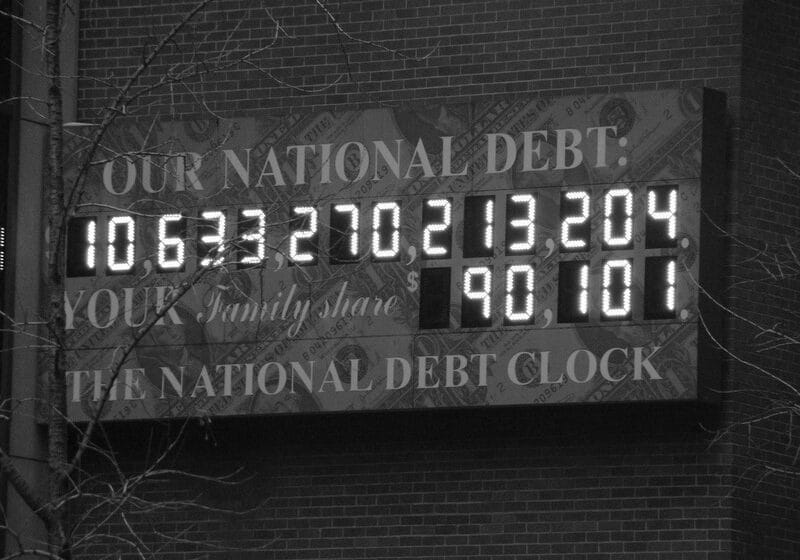 OUR NATIONAL DEBT:
10,633,270,213,204.
YOUR Family share $90,101.
THE NATIONAL DEBT CLOCK